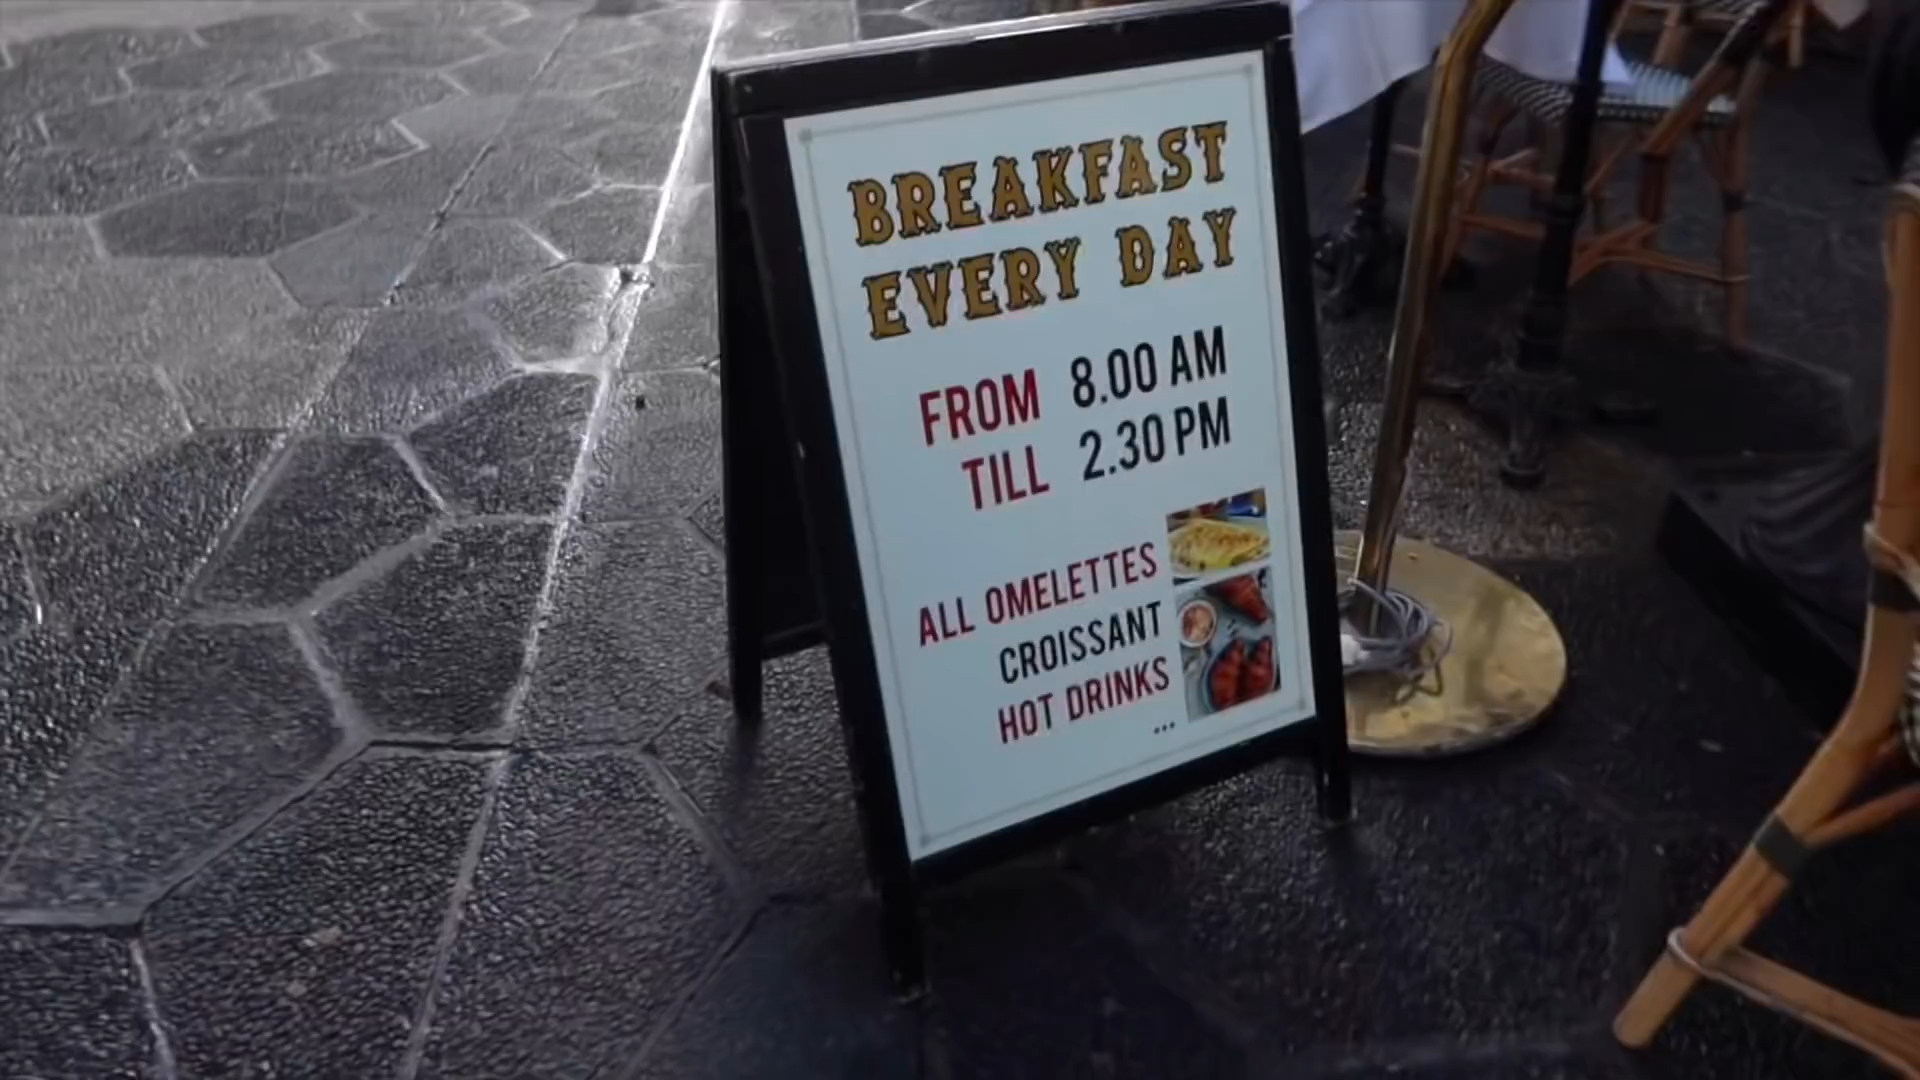 BREAKFAST
EVERY DAY
FROM 8.00 AM
TILL 2.30 PM
ALL OMELETTES
CROISSANT
HOT DRINKS
...